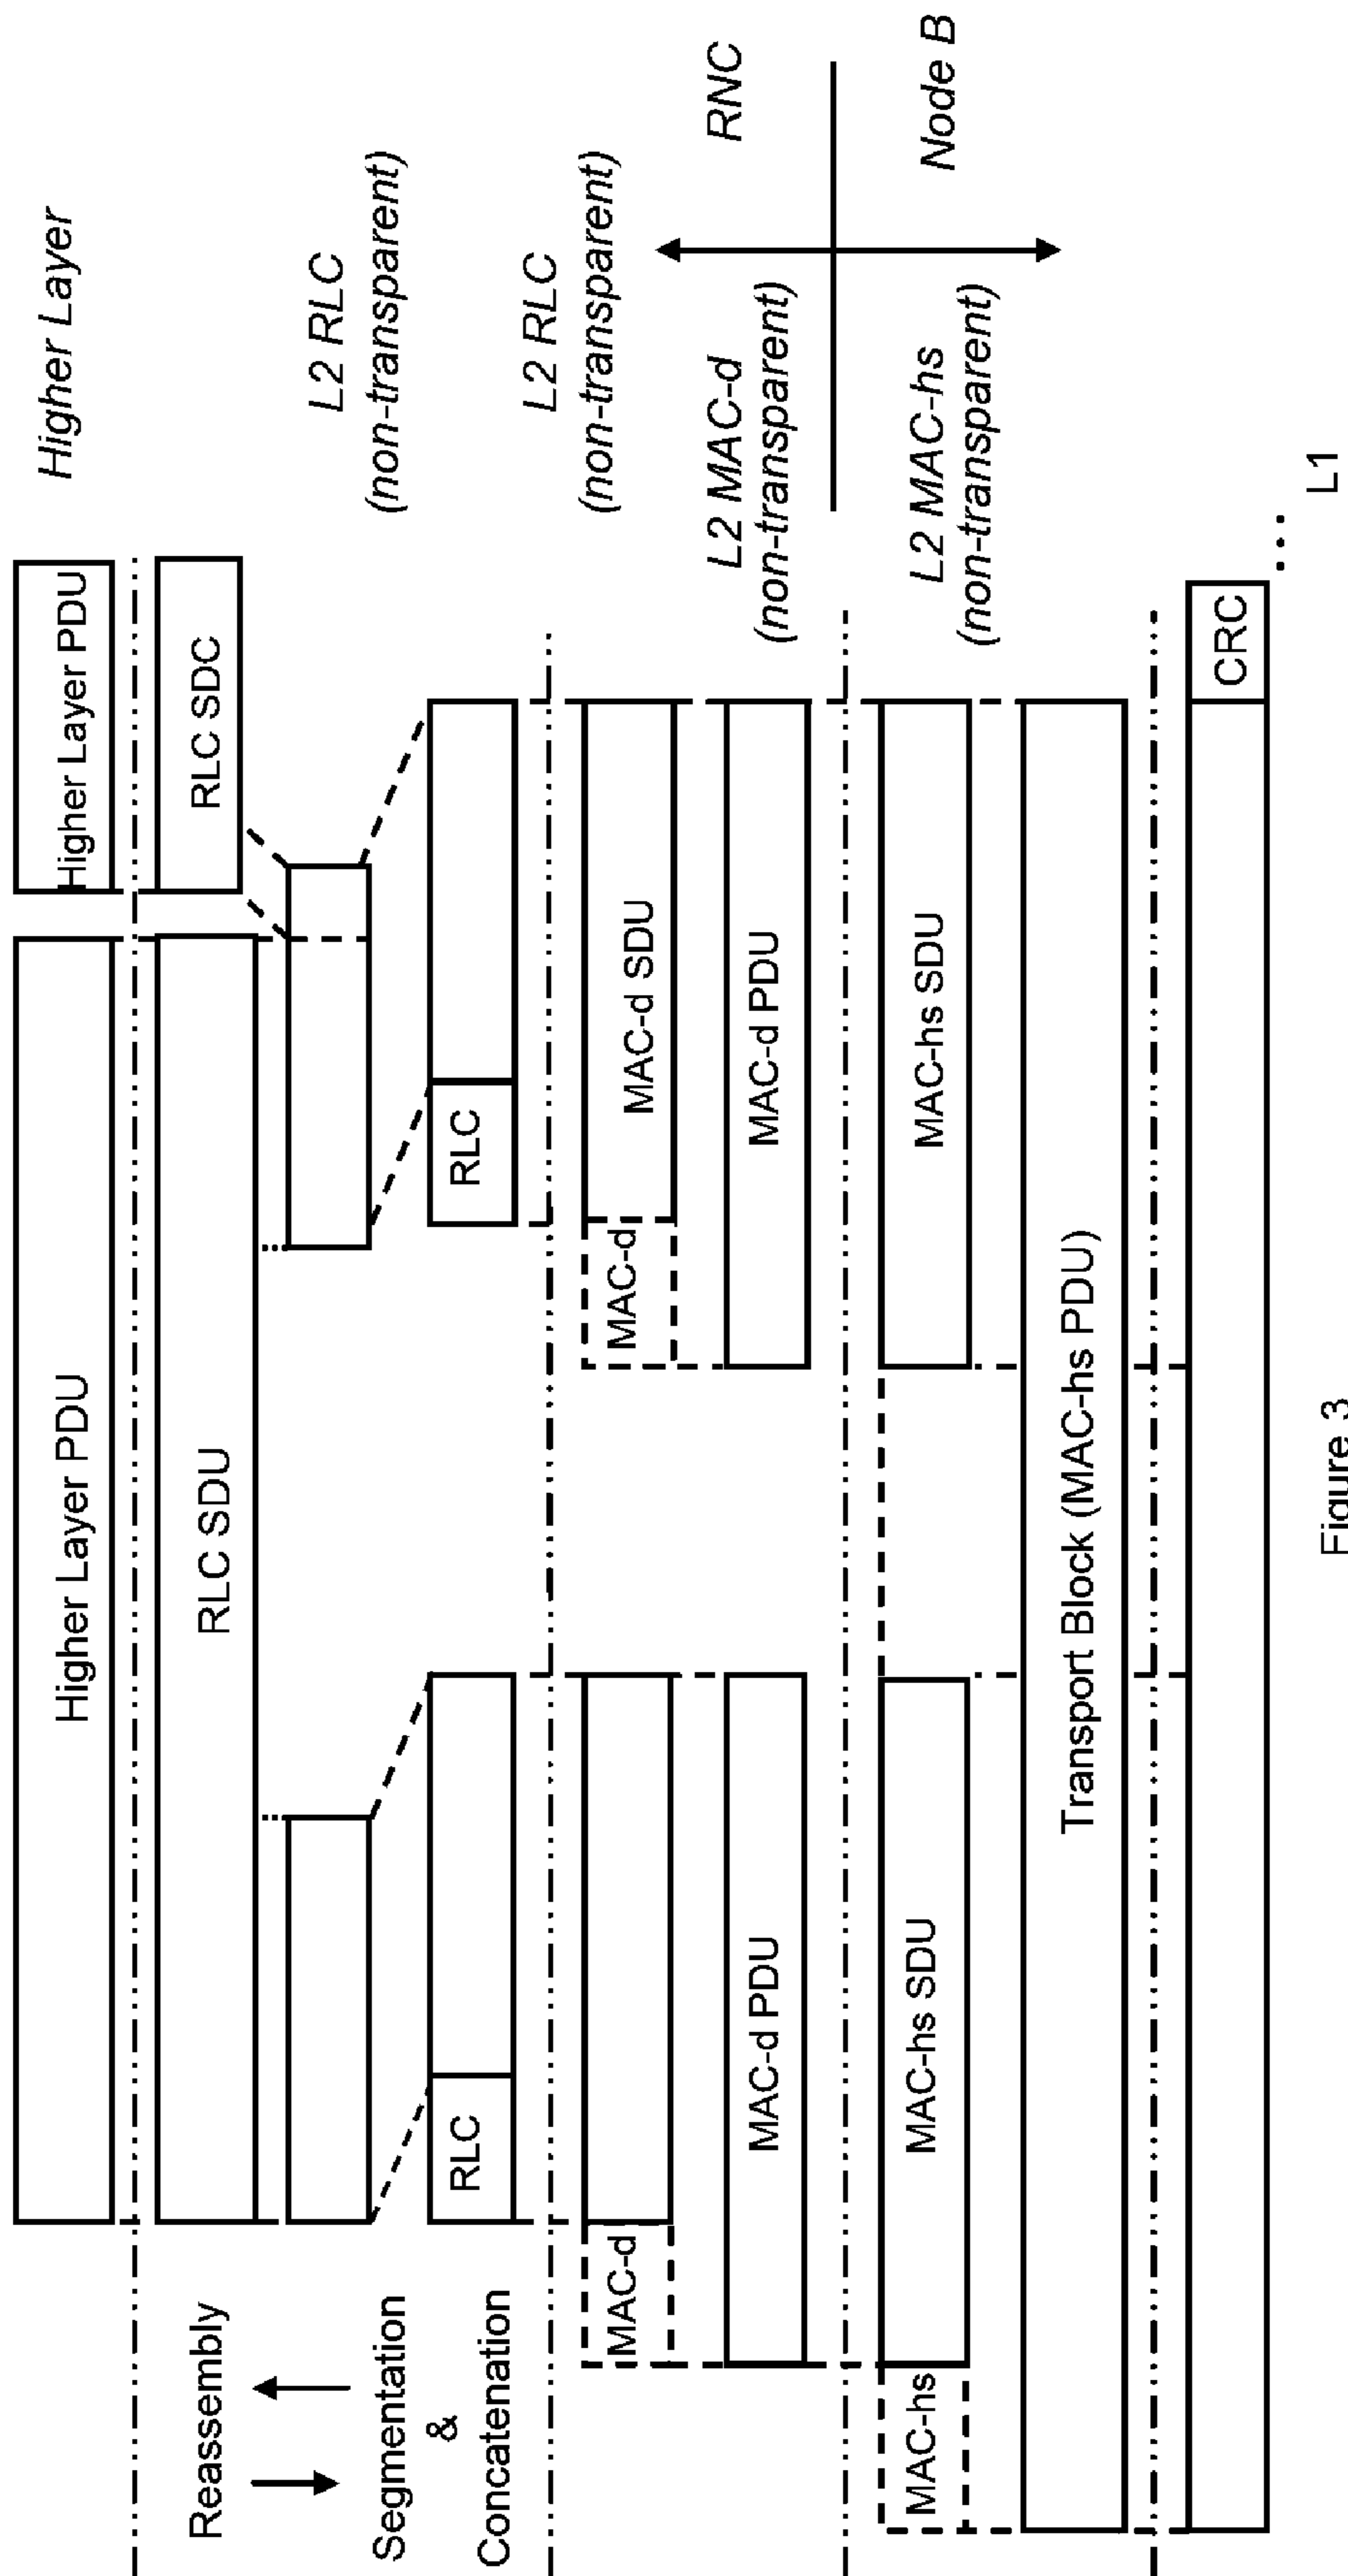 Higher Layer PDU
Higher Layer PDU
Higher Layer
Reassembly
RLC SDU
RLC SDC
Segmentation
&
Concatenation
L2 RLC
(non-transparent)
RLC
RLC
L2 RLC
(non-transparent)
MAC-d
MAC-d
MAC-d SDU
MAC-d PDU
MAC-d PDU
L2 MAC-d
(non-transparent)
RNC
MAC-hs
MAC-hs SDU
MAC-hs SDU
L2 MAC-hs
(non-transparent)
Node B
Transport Block (MAC-hs PDU)
CRC
...
L1
Figure 3